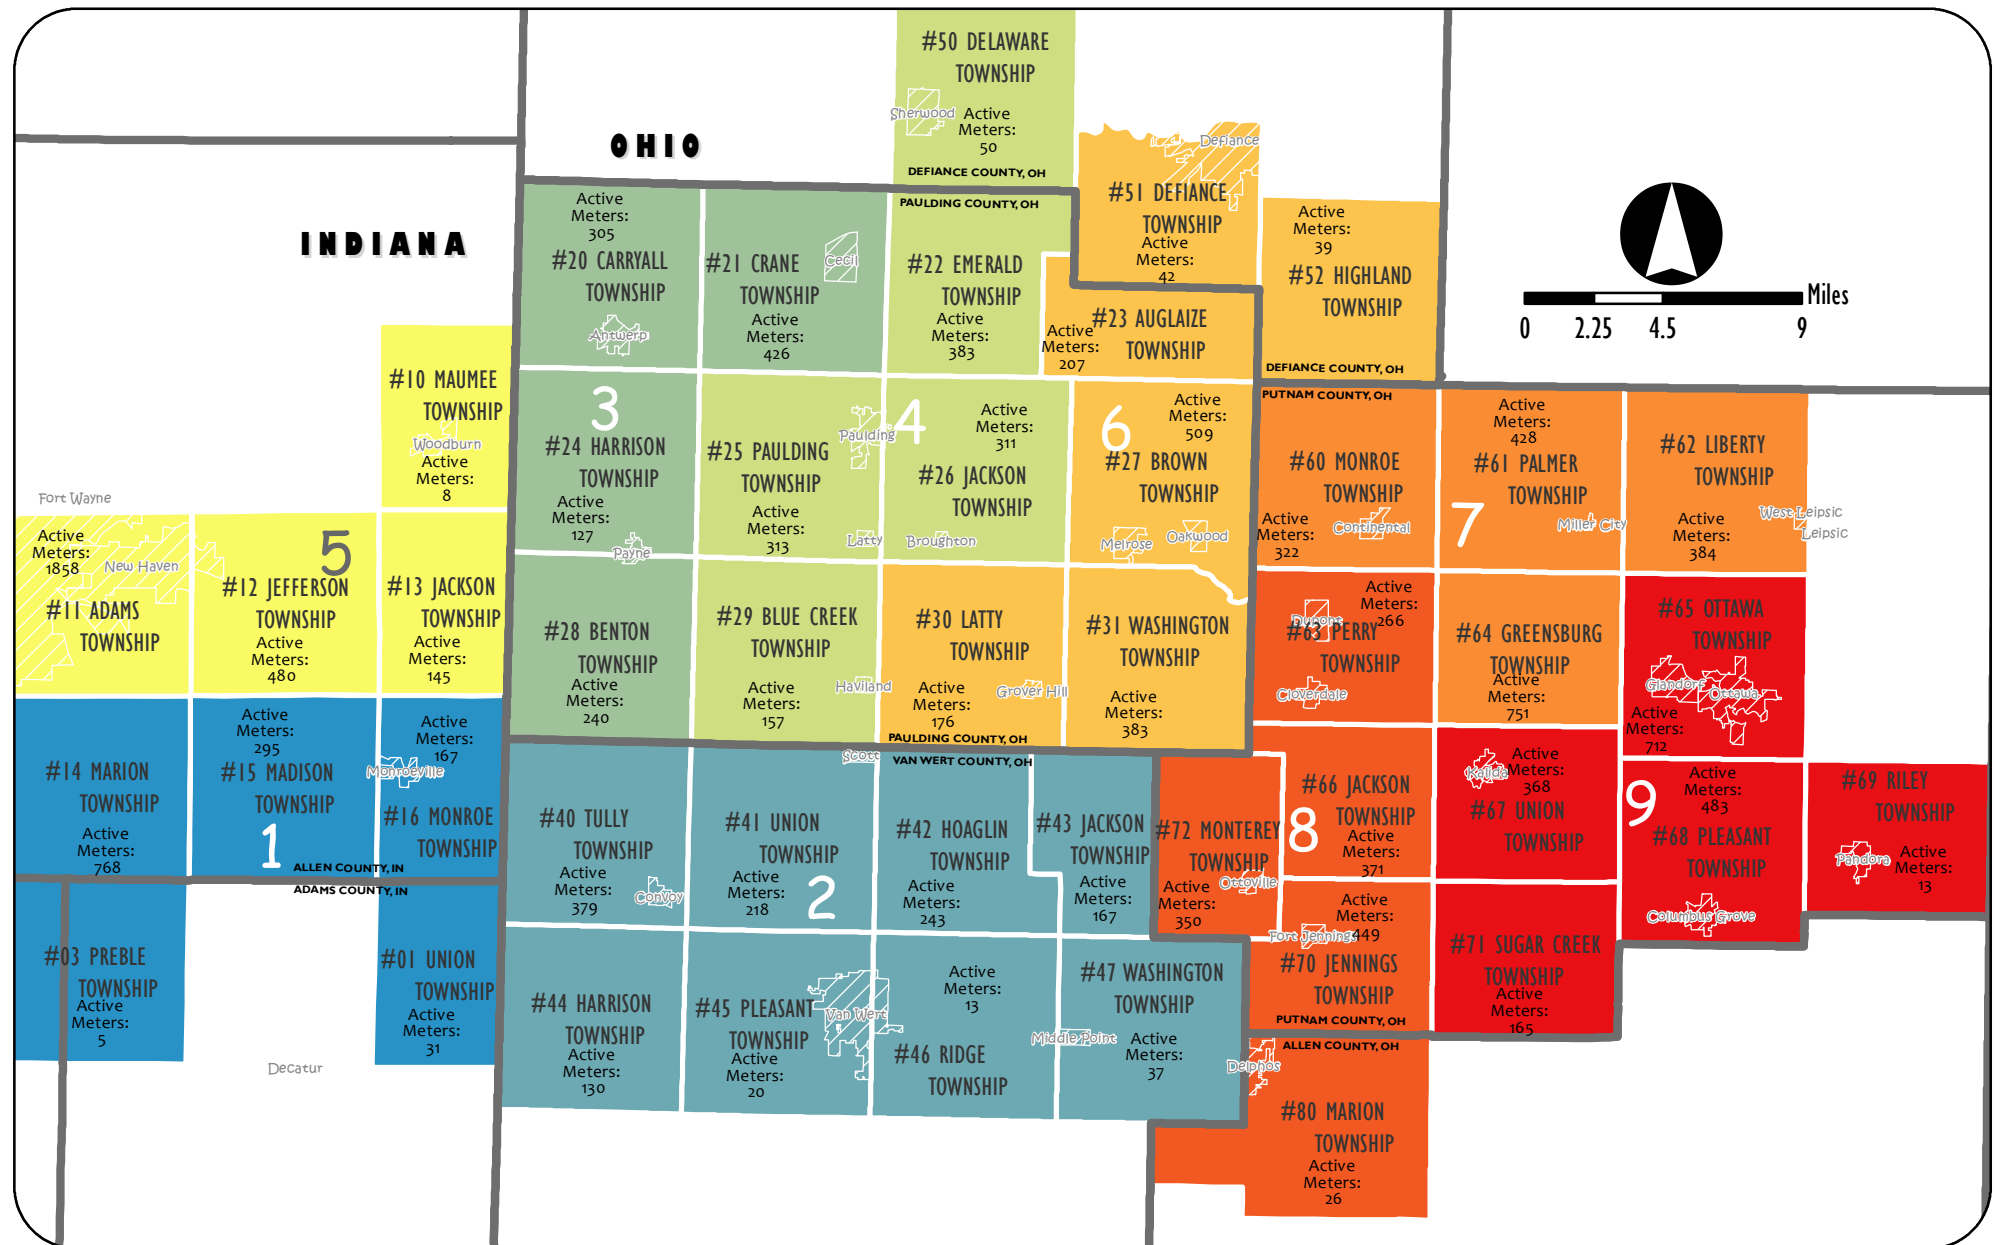 #50 DELAWARE
TOWNSHIP
Sherwood
Active
Meters:
50
DEFIANCE COUNTY, OH
OHIO
INDIANA
Defiance
#51 DEFIANCE
TOWNSHIP
Active
Meters:
42
Active
Meters:
39
#52 HIGHLAND
TOWNSHIP
DEFIANCE COUNTY, OH
Miles
0 2.25 4.5 9
PAULDING COUNTY, OH
Active
Meters:
305
#20 CARRYALL
TOWNSHIP
Antwerp
#21 CRANE
TOWNSHIP
Cecil
Active
Meters:
426
#22 EMERALD
TOWNSHIP
Active
Meters:
383
#23 AUGLAIZE
TOWNSHIP
Active
Meters:
207
#10 MAUMEE
TOWNSHIP
Woodburn
Active
Meters:
8
3
#24 HARRISON
TOWNSHIP
Active
Meters:
127
Payne
#25 PAULDING
TOWNSHIP
Paulding
Active
Meters:
313
Latty
4
Active
Meters:
311
#26 JACKSON
TOWNSHIP
Broughton
6
Active
Meters:
509
#27 BROWN
TOWNSHIP
Melrose
Oakwood
PUTNAM COUNTY, OH
#60 MONROE
TOWNSHIP
Active
Meters:
322
Continental
Active
Meters:
428
#61 PALMER
TOWNSHIP
7
Miller City
#62 LIBERTY
TOWNSHIP
Active
Meters:
384
West Leipsic
Leipsic
Fort Wayne
Active
Meters:
1858
New Haven
#11 ADAMS
TOWNSHIP
5
#12 JEFFERSON
TOWNSHIP
Active
Meters:
480
#13 JACKSON
TOWNSHIP
Active
Meters:
145
#28 BENTON
TOWNSHIP
Active
Meters:
240
#29 BLUE CREEK
TOWNSHIP
Active
Meters:
157
Haviland
#30 LATTY
TOWNSHIP
Active
Meters:
176
Grover Hill
PAULDING COUNTY, OH
#31 WASHINGTON
TOWNSHIP
Active
Meters:
383
Active
Meters:
266
Dupont
#63 PERRY
TOWNSHIP
Cloverdale
#64 GREENSBURG
TOWNSHIP
Active
Meters:
751
#65 OTTAWA
TOWNSHIP
Glandorf
Ottawa
Active
Meters:
712
#14 MARION
TOWNSHIP
Active
Meters:
768
Active
Meters:
295
#15 MADISON
TOWNSHIP
1
Active
Meters:
167
Monroeville
#16 MONROE
TOWNSHIP
ALLEN COUNTY, IN
ADAMS COUNTY, IN
Scott
VAN WERT COUNTY, OH
#40 TULLY
TOWNSHIP
Active
Meters:
379
Convoy
#41 UNION
TOWNSHIP
Active
Meters:
218
2
#42 HOAGLIN
TOWNSHIP
Active
Meters:
243
#43 JACKSON
TOWNSHIP
Active
Meters:
167
#72 MONTEREY
TOWNSHIP
Ottoville
Active
Meters:
350
8
#66 JACKSON
TOWNSHIP
Active
Meters:
371
Kalida
Active
Meters:
368
#67 UNION
TOWNSHIP
9
Active
Meters:
483
#68 PLEASANT
TOWNSHIP
Columbus Grove
#69 RILEY
TOWNSHIP
Pandora
Active
Meters:
13
#03 PREBLE
TOWNSHIP
Active
Meters:
5
#01 UNION
TOWNSHIP
Active
Meters:
31
Decatur
#44 HARRISON
TOWNSHIP
Active
Meters:
130
#45 PLEASANT
TOWNSHIP
Active
Meters:
20
Van Wert
Active
Meters:
13
#46 RIDGE
TOWNSHIP
#47 WASHINGTON
TOWNSHIP
Middle Point
Active
Meters:
37
Active
Meters:
449
Fort Jennings
#70 JENNINGS
TOWNSHIP
PUTNAM COUNTY, OH
#71 SUGAR CREEK
TOWNSHIP
Active
Meters:
165
ALLEN COUNTY, OH
Delphos
#80 MARION
TOWNSHIP
Active
Meters:
26